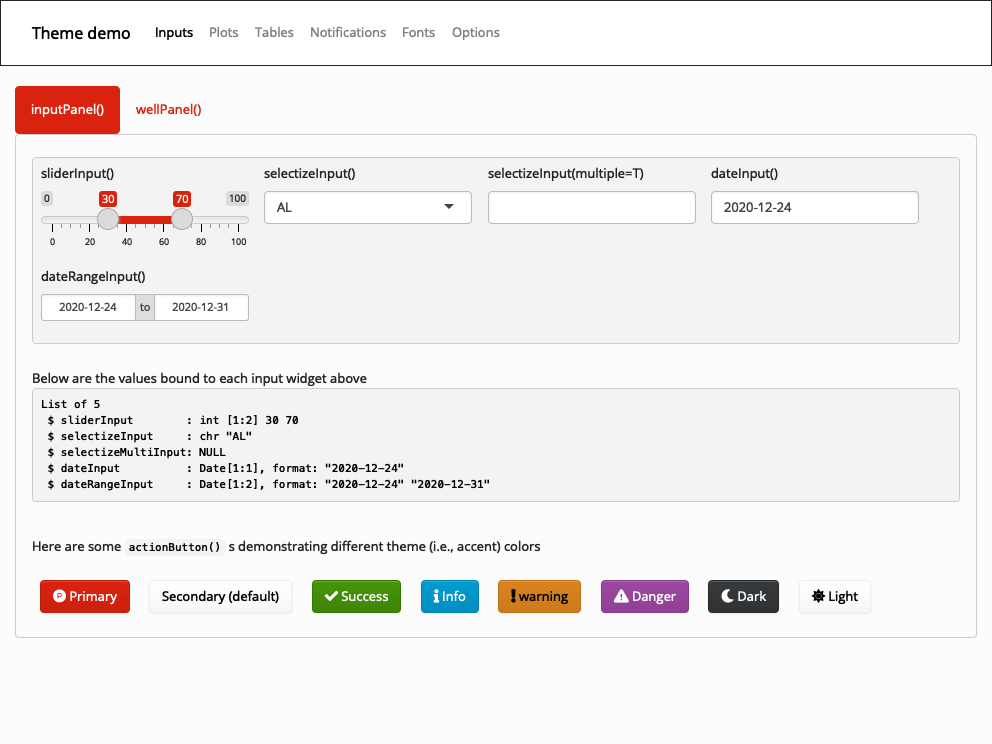 Theme demo Inputs Plots Tables Notifications Fonts Options
inputPanel() wellPanel()
sliderInput() selectizeInput() selectizeInput(multiple=T) dateInput()
0 30 70 100
AL 2020-12-24
0 20 40 60 80 100
dateRangeInput()
2020-12-24 to 2020-12-31
Below are the values bound to each input widget above
List of 5
$ sliderInput : int [1:2] 30 70
$ selectizeInput : chr "AL"
$ selectizeMultiInput: NULL
$ dateInput : Date[1:1], format: "2020-12-24"
$ dateRangeInput : Date[1:2], format: "2020-12-24" "2020-12-31"
Here are some actionButton() s demonstrating different theme (i.e., accent) colors
Primary Secondary (default) Success Info warning Danger Dark Light